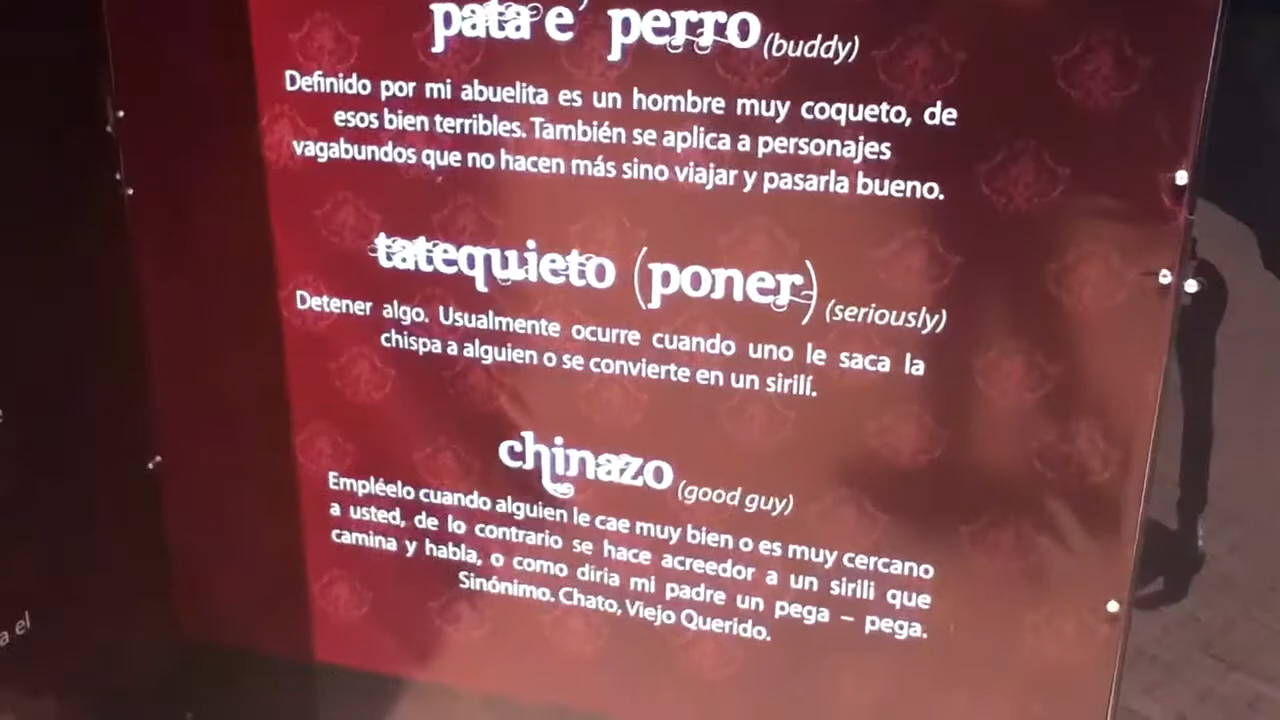 pata e' perro (buddy)
Definido por mi abuelita es un hombre muy coqueto, de
esos bien terribles. También se aplica a personajes
vagabundos que no hacen más sino viajar y pasarla bueno.
tatequieto (poner) (seriously)
Detener algo. Usualmente ocurre cuando uno le saca la
chispa a alguien o se convierte en un sirilí.
chinazo (good guy)
Empléelo cuando alguien le cae muy bien o es muy cercano
a usted, de lo contrario se hace acreedor a un sirili que
camina y habla, o como diria mi padre un pega – pega.
Sinónimo. Chato, Viejo Querido.
a el